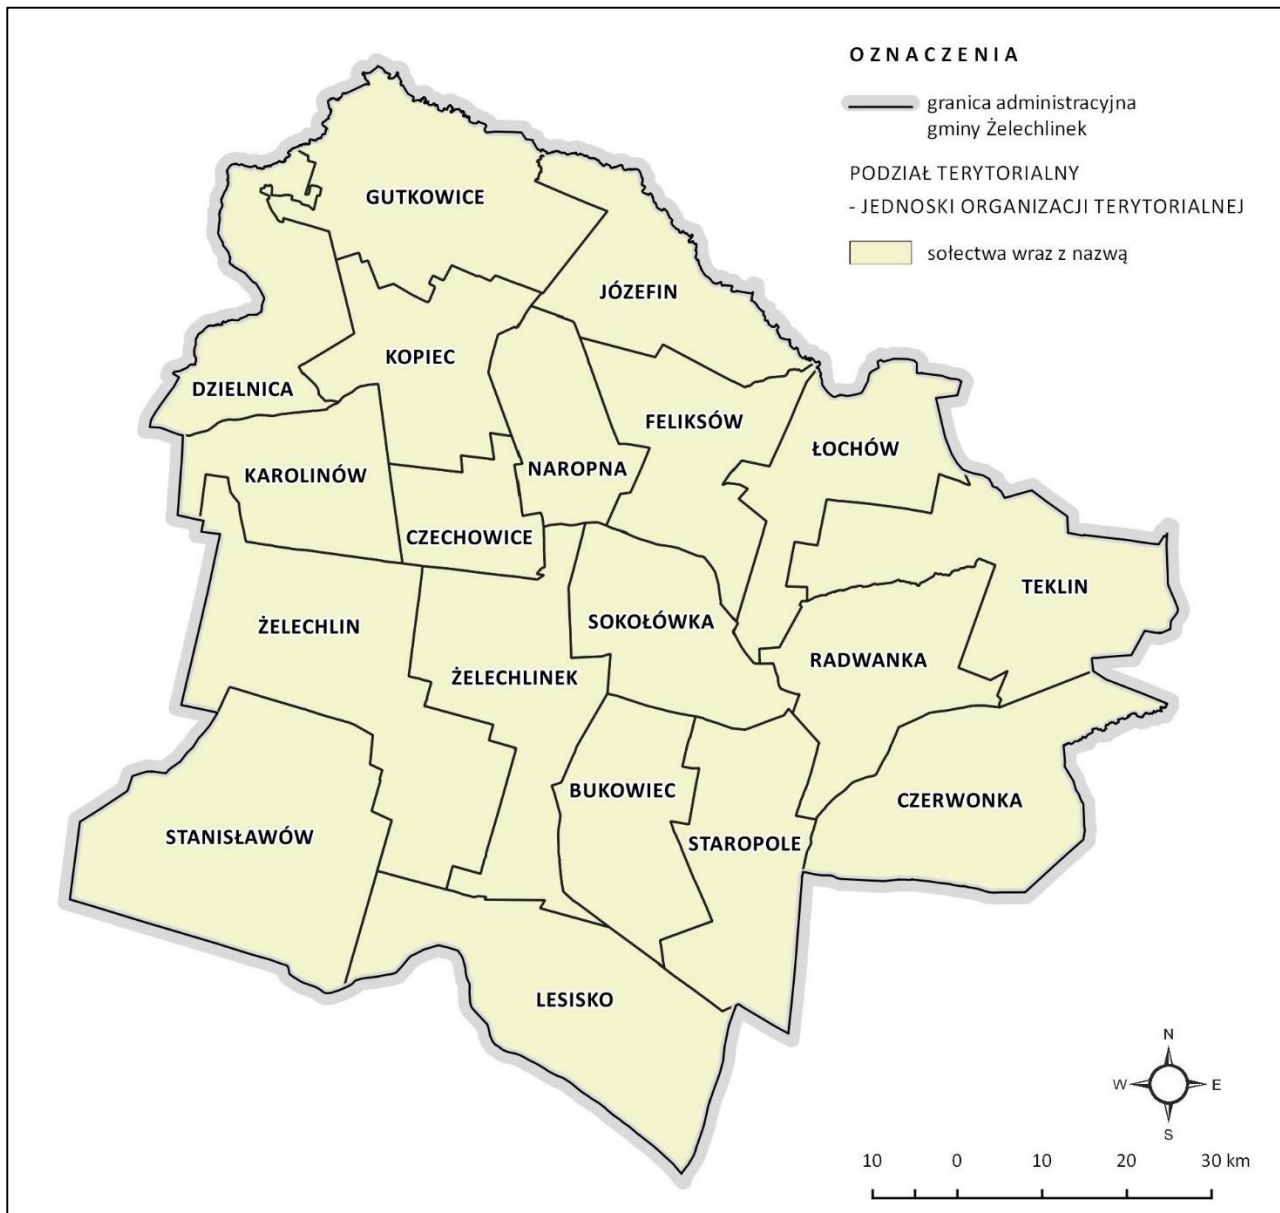 OZNACZENIA
granica administracyjna
gminy Żelechlinek
PODZIAŁ TERYTORIALNY
- JEDNOSKI ORGANIZACJI TERYTORIALNEJ
sołectwa wraz z nazwą
GUTKOWICE
JÓZEFIN
KOPIEC
DZIELNICA
FELIKSÓW
ŁOCHÓW
KAROLINÓW
NAROPNA
CZECHOWICE
TEKLIN
ŻELECHLIN
SOKOŁÓWKA
RADWANKA
ŻELECHLINEK
BUKOWIEC
CZERWONKA
STANISŁAWÓW
STAROPOLE
LESISKO
N
W E
S
10 0 10 20 30 km